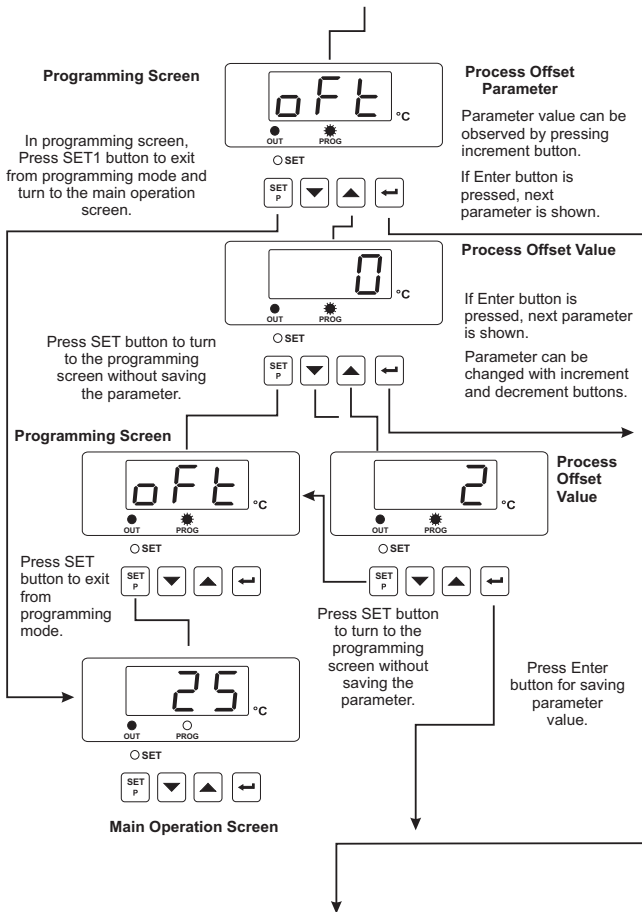 Programming Screen
In programming screen,
Press SET1 button to exit
from programming mode and
turn to the main operation
screen.
oFt
°C
OUT
PROG
SET
SET
P
Process Offset
Parameter
Parameter value can be
observed by pressing
increment button.
If Enter button is
pressed, next
parameter is shown.
0
°C
OUT
PROG
SET
SET
P
Process Offset Value
If Enter button is
pressed, next parameter
is shown.
Parameter can be
changed with increment
and decrement buttons.
Press SET button to turn
to the programming
screen without saving
the parameter.
Programming Screen
oFt
°C
OUT
PROG
SET
SET
P
2
°C
OUT
PROG
SET
SET
P
Process
Offset
Value
Press SET
button to exit
from
programming
mode.
Press SET button
to turn to the
programming
screen without
saving the
parameter.
Press Enter
button for saving
parameter
value.
25
°C
OUT
PROG
SET
SET
P
Main Operation Screen